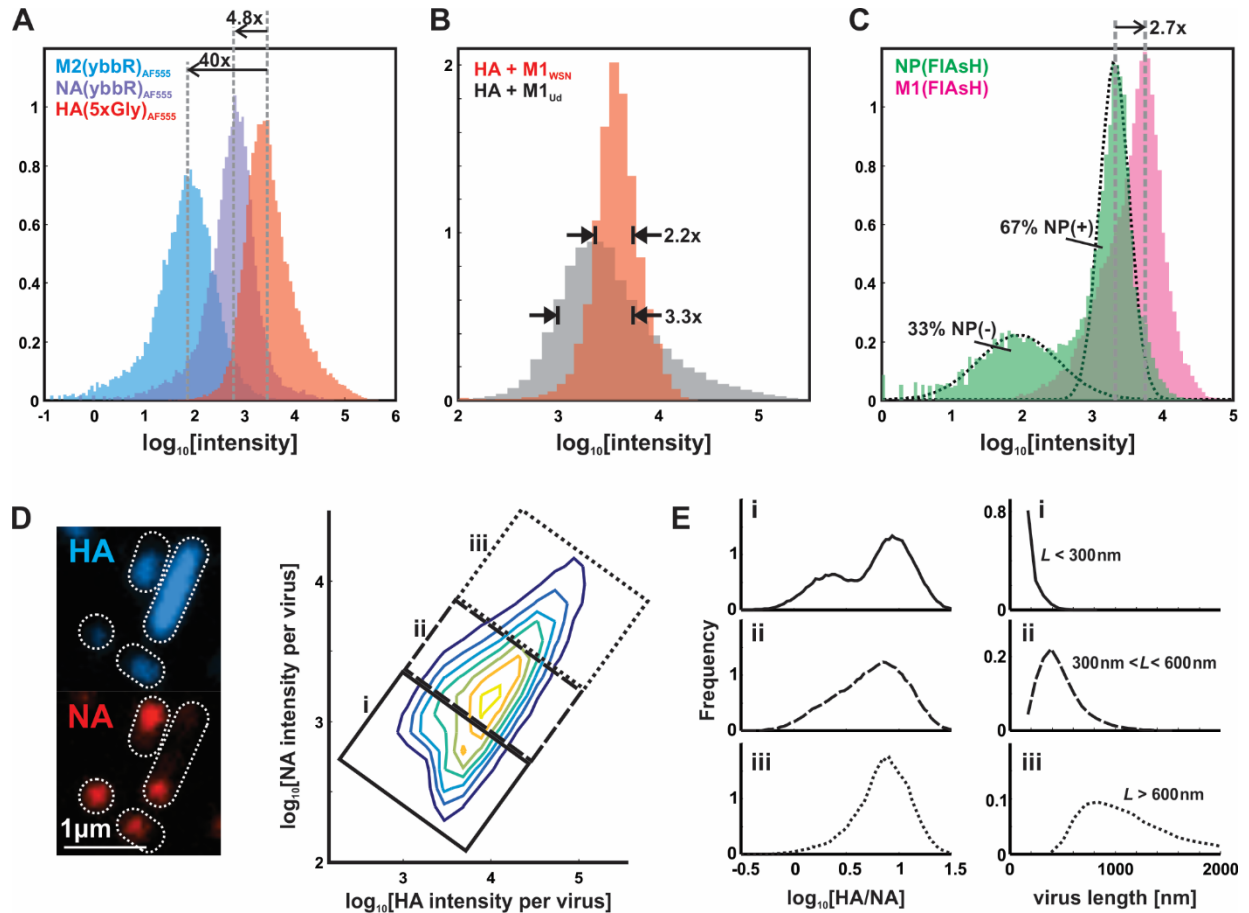 A
4.8x
40x
M2(ybbR)AF555
NA(ybbR)AF555
HA(5xGly)AF555
1
0.8
0.6
0.4
0.2
0
-1 0 1 2 3 4 5 6
log10[intensity]
B
HA + M1WSN
HA + M1Ud
2
1
0
2.2x
3.3x
2 3 4 5
log10[intensity]
C
2.7x
NP(FlAsH)
M1(FlAsH)
1
0.8
0.6
0.4
0.2
0
67% NP(+)
33% NP(-)
0 1 2 3 4 5
log10[intensity]
D
HA
NA
1µm
log10[NA intensity per virus]
4
3
2
iii
ii
i
3 4 5
log10[HA intensity per virus]
E
Frequency
i
1
0
ii
1
0
iii
1
0
-0.5 0 0.5 1 1.5
log10[HA/NA]
i
0.8
0
L < 300nm
ii
0.2
0
300nm < L < 600nm
iii
0.1
0
L > 600nm
0 1000 2000
virus length [nm]